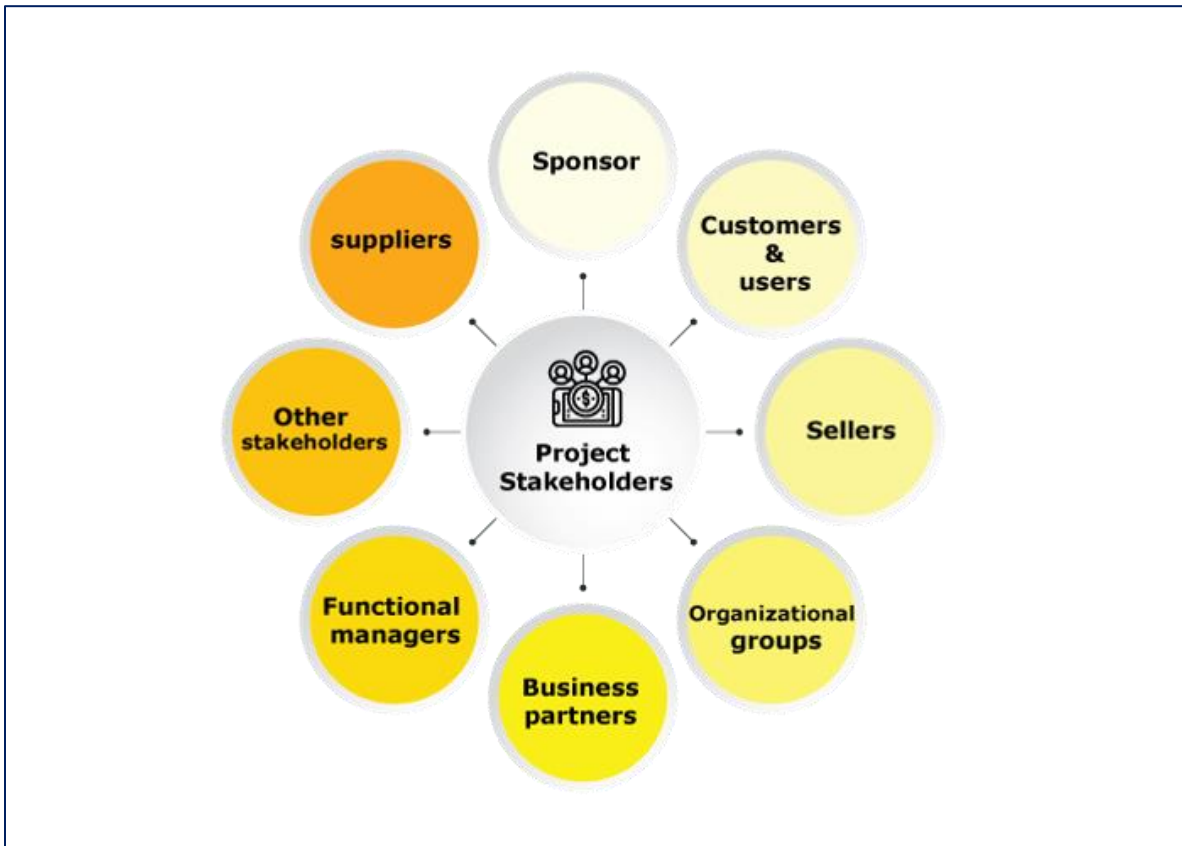 Sponsor
Customers
&
users
Sellers
Organizational
groups
Business
partners
Functional
managers
Other
stakeholders
suppliers
$
Project
Stakeholders